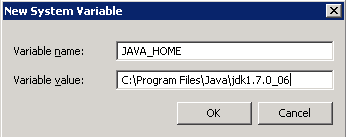 New System Variable
Variable name: JAVA_HOME
Variable value: C:\Program Files\Java\jdk1.7.0_06
OK Cancel